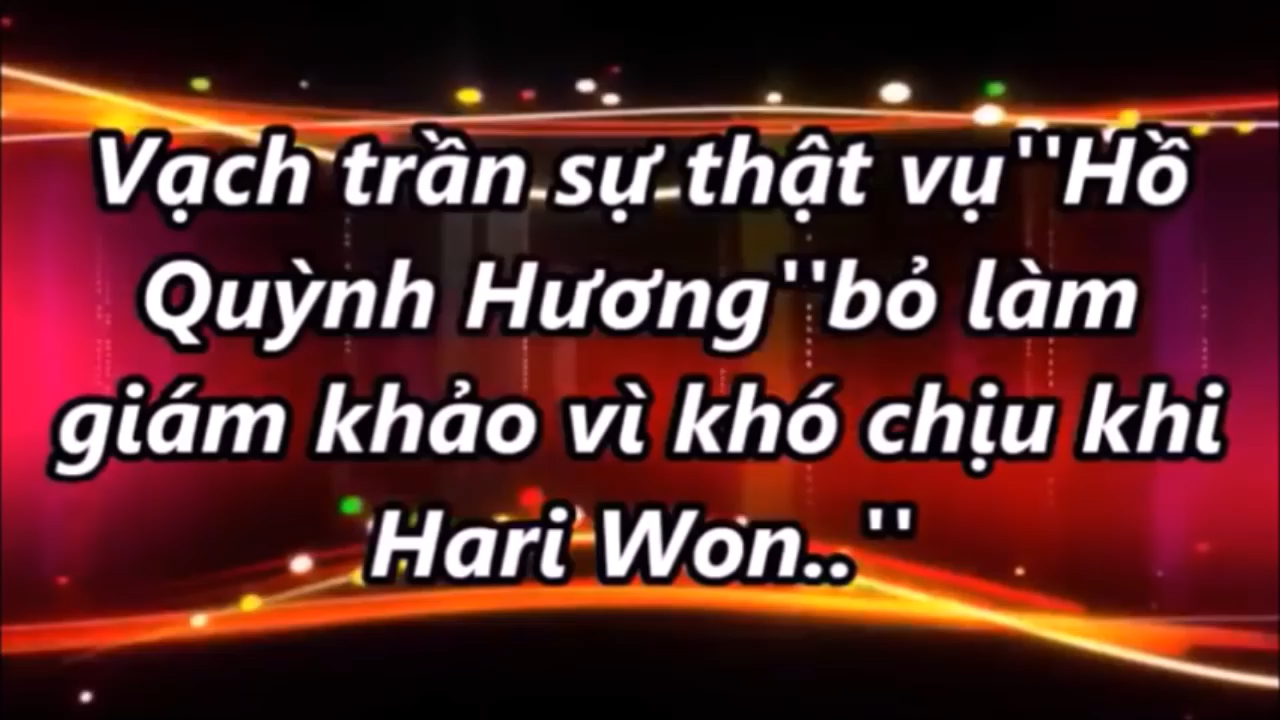 Vạch trần sự thật vụ''Hồ
Quỳnh Hương''bỏ làm
giám khảo vì khó chịu khi
Hari Won..''